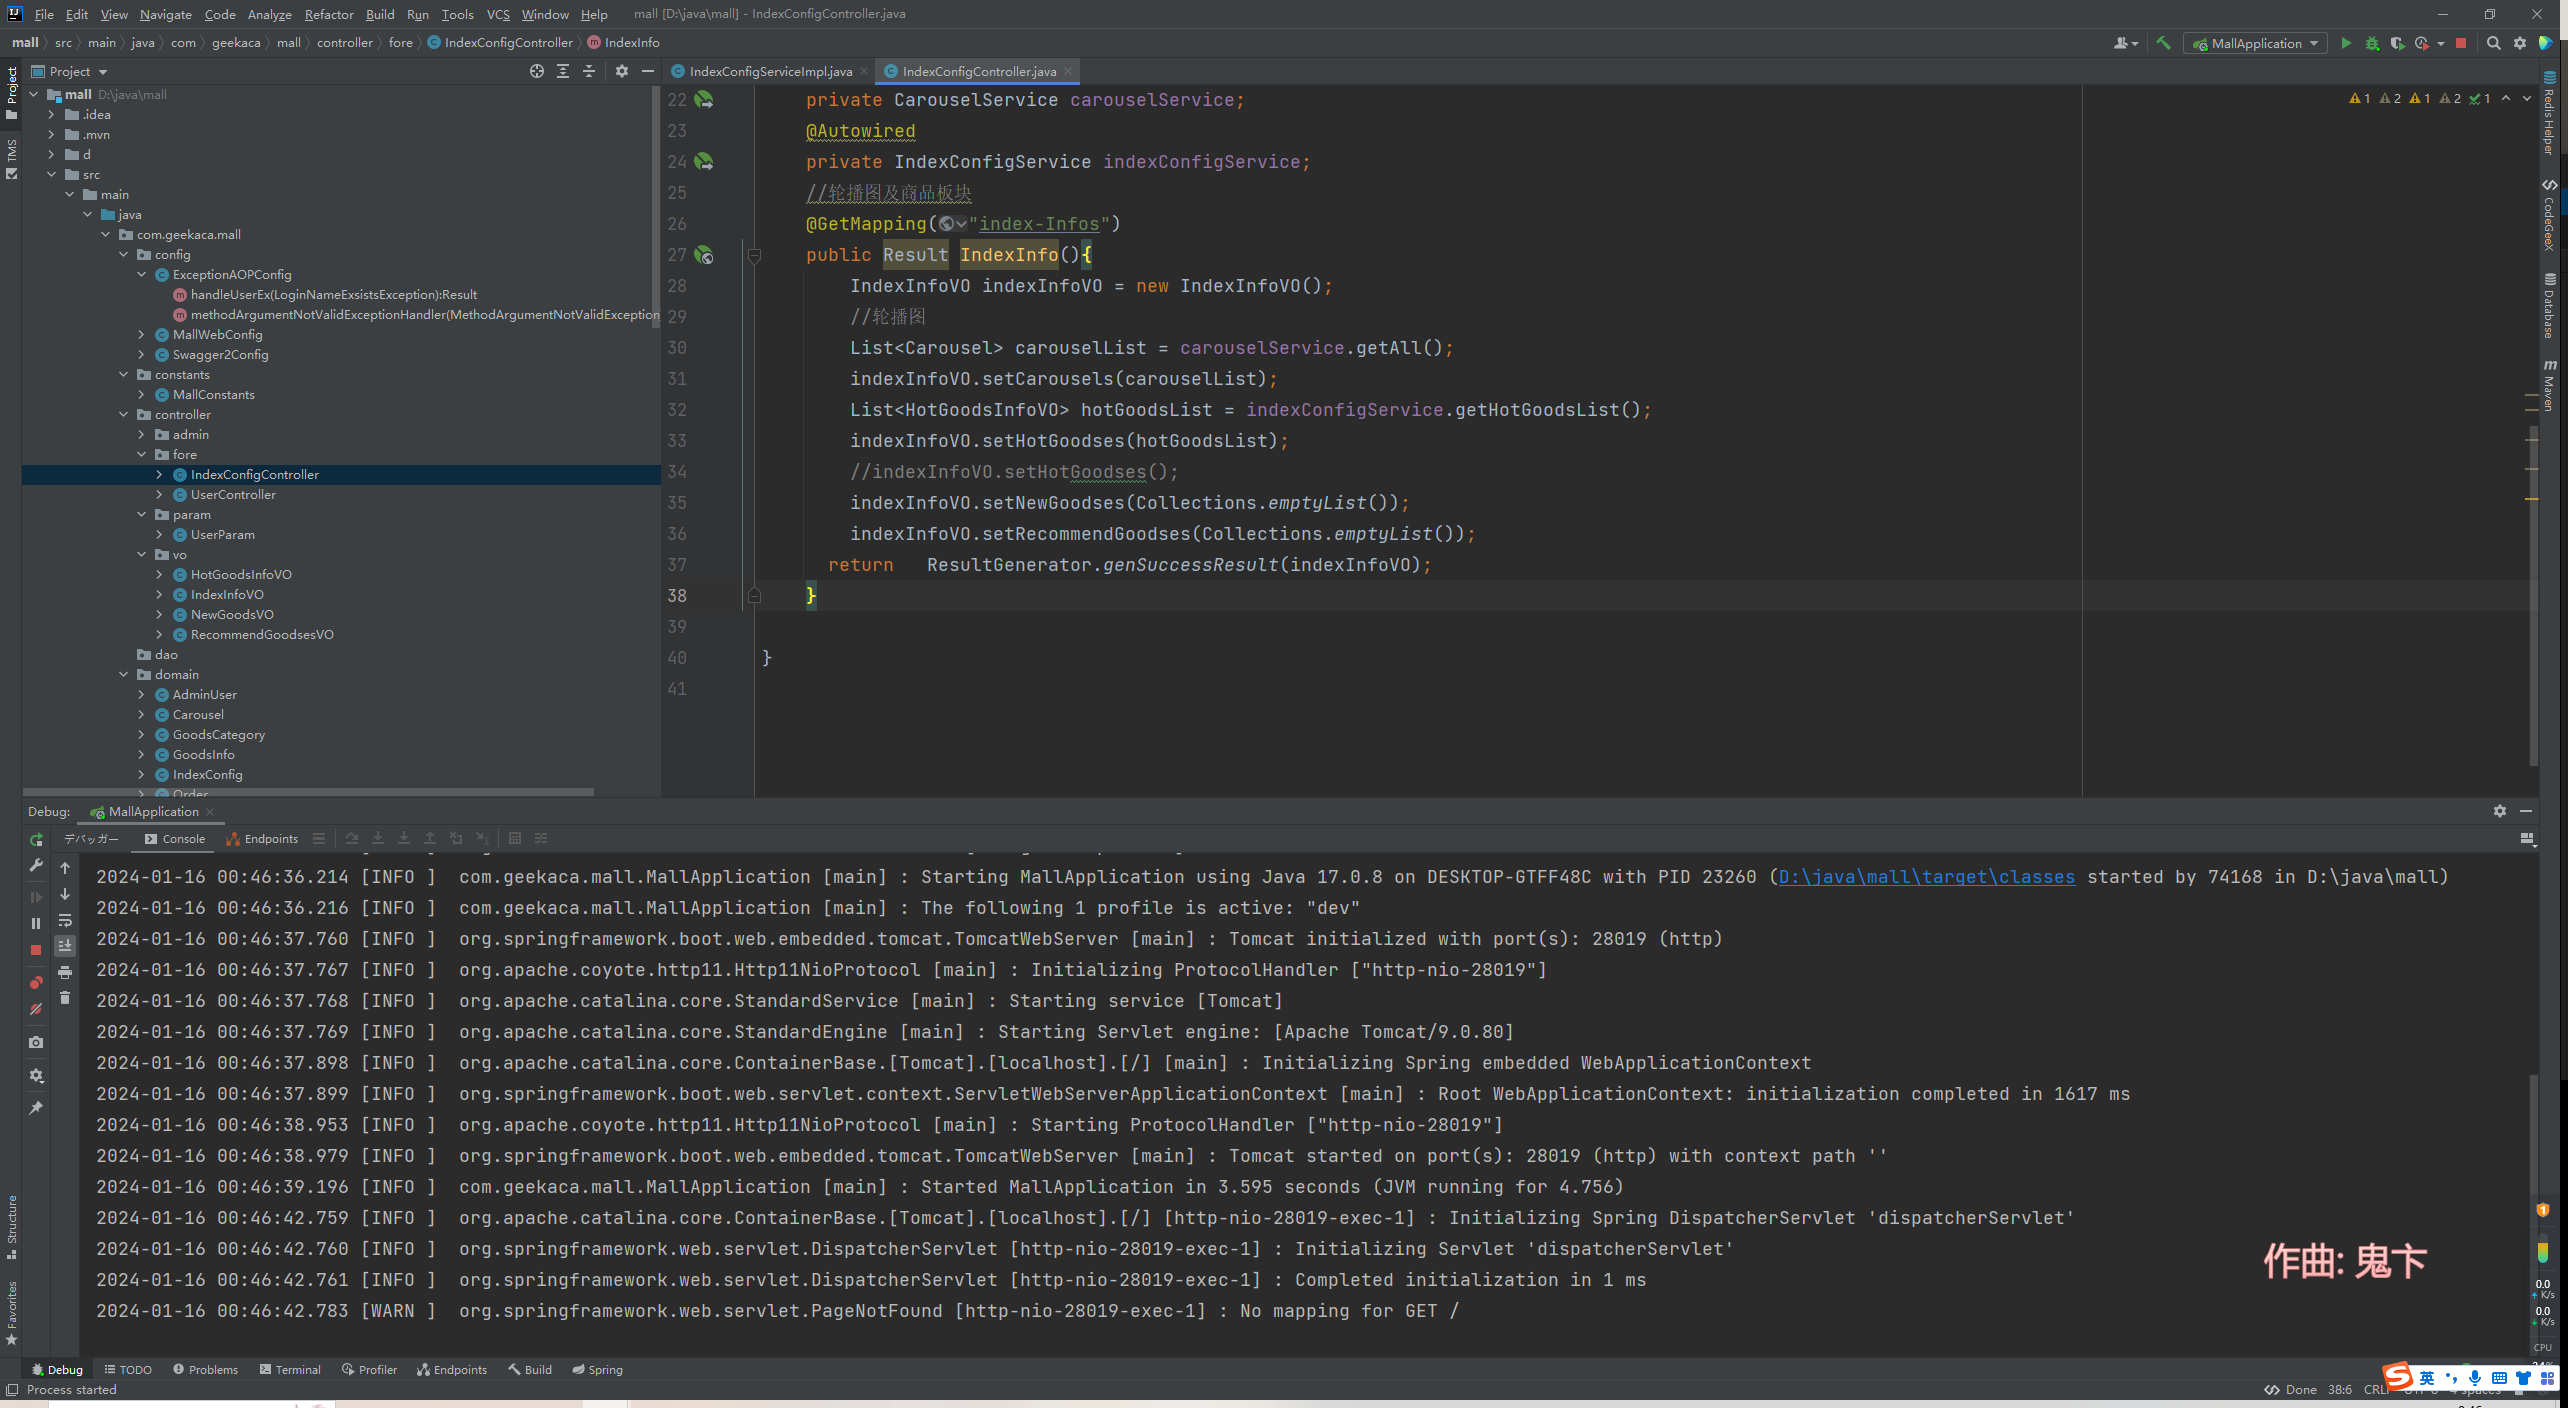 File Edit View Navigate Code Analyze Refactor Build Run Tools VCS Window Help mall [D:\java\mall] - IndexConfigController.java
mall src main java com geekaca mall controller fore IndexConfigController IndexInfo MallApplication
Project
IndexConfigServiceImpl.java
IndexConfigController.java
mall D:\java\mall
.idea
.mvn
d
src
main
java
com.geekaca.mall
config
ExceptionAOPConfig
handleUserEx(LoginNameExsistsException):Result
methodArgumentNotValidExceptionHandler(MethodArgumentNotValidException
MallWebConfig
Swagger2Config
constants
MallConstants
controller
admin
fore
IndexConfigController
UserController
param
UserParam
vo
HotGoodsInfoVO
IndexInfoVO
NewGoodsVO
RecommendGoodsesVO
dao
domain
AdminUser
Carousel
GoodsCategory
GoodsInfo
IndexConfig
Order
Project
TMS
Structure
Favorites
1 2 1 2 1
22 private CarouselService carouselService;
23 @Autowired
24 private IndexConfigService indexConfigService;
25 //轮播图及商品板块
26 @GetMapping("index-Infos")
27 public Result IndexInfo(){
28 IndexInfoVO indexInfoVO = new IndexInfoVO();
29 //轮播图
30 List<Carousel> carouselList = carouselService.getAll();
31 indexInfoVO.setCarousels(carouselList);
32 List<HotGoodsInfoVO> hotGoodsList = indexConfigService.getHotGoodsList();
33 indexInfoVO.setHotGoodses(hotGoodsList);
34 //indexInfoVO.setHotGoodses();
35 indexInfoVO.setNewGoodses(Collections.emptyList());
36 indexInfoVO.setRecommendGoodses(Collections.emptyList());
37 return ResultGenerator.genSuccessResult(indexInfoVO);
38 }
39
40 }
41
Redis Helper
CodeGeeX
Database
Maven
Debug: MallApplication
デバッガー Console Endpoints
2024-01-16 00:46:36.214 [INFO ] com.geekaca.mall.MallApplication [main] : Starting MallApplication using Java 17.0.8 on DESKTOP-GTFF48C with PID 23260 (D:\java\mall\target\classes started by 74168 in D:\java\mall)
2024-01-16 00:46:36.216 [INFO ] com.geekaca.mall.MallApplication [main] : The following 1 profile is active: "dev"
2024-01-16 00:46:37.760 [INFO ] org.springframework.boot.web.embedded.tomcat.TomcatWebServer [main] : Tomcat initialized with port(s): 28019 (http)
2024-01-16 00:46:37.767 [INFO ] org.apache.coyote.http11.Http11NioProtocol [main] : Initializing ProtocolHandler ["http-nio-28019"]
2024-01-16 00:46:37.768 [INFO ] org.apache.catalina.core.StandardService [main] : Starting service [Tomcat]
2024-01-16 00:46:37.769 [INFO ] org.apache.catalina.core.StandardEngine [main] : Starting Servlet engine: [Apache Tomcat/9.0.80]
2024-01-16 00:46:37.898 [INFO ] org.apache.catalina.core.ContainerBase.[Tomcat].[localhost].[/] [main] : Initializing Spring embedded WebApplicationContext
2024-01-16 00:46:37.899 [INFO ] org.springframework.boot.web.servlet.context.ServletWebServerApplicationContext [main] : Root WebApplicationContext: initialization completed in 1617 ms
2024-01-16 00:46:38.953 [INFO ] org.apache.coyote.http11.Http11NioProtocol [main] : Starting ProtocolHandler ["http-nio-28019"]
2024-01-16 00:46:38.979 [INFO ] org.springframework.boot.web.embedded.tomcat.TomcatWebServer [main] : Tomcat started on port(s): 28019 (http) with context path ''
2024-01-16 00:46:39.196 [INFO ] com.geekaca.mall.MallApplication [main] : Started MallApplication in 3.595 seconds (JVM running for 4.756)
2024-01-16 00:46:42.759 [INFO ] org.apache.catalina.core.ContainerBase.[Tomcat].[localhost].[/] [http-nio-28019-exec-1] : Initializing Spring DispatcherServlet 'dispatcherServlet'
2024-01-16 00:46:42.760 [INFO ] org.springframework.web.servlet.DispatcherServlet [http-nio-28019-exec-1] : Initializing Servlet 'dispatcherServlet'
2024-01-16 00:46:42.761 [INFO ] org.springframework.web.servlet.DispatcherServlet [http-nio-28019-exec-1] : Completed initialization in 1 ms
2024-01-16 00:46:42.783 [WARN ] org.springframework.web.servlet.PageNotFound [http-nio-28019-exec-1] : No mapping for GET /
作曲: 鬼卞
1
0.0
K/s
0.0
K/s
CPU
Debug TODO Problems Terminal Profiler Endpoints Build Spring
英
Process started
Done 38:6